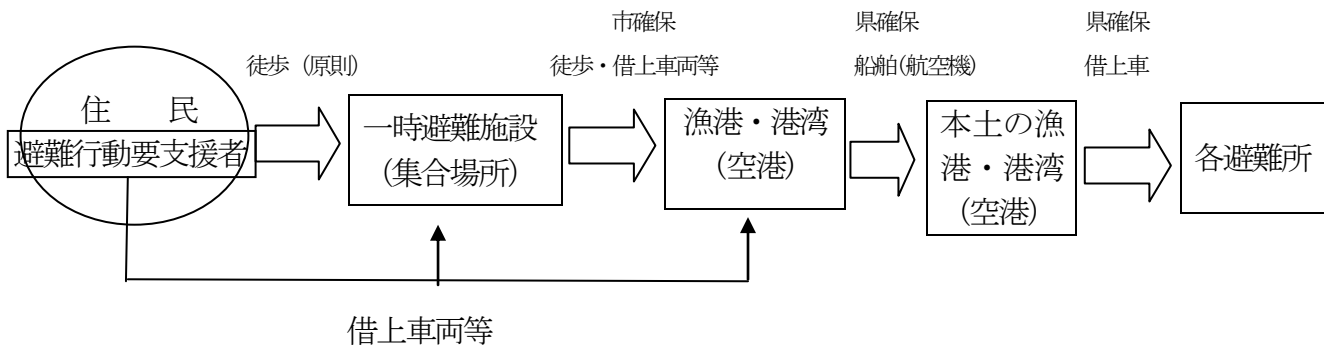 市確保
県確保
県確保
徒歩（原則）
徒歩・借上車両等
船舶(航空機)
借上車
住　　民
避難行動要支援者
一時避難施設
（集合場所）
漁港・港湾
（空港）
本土の漁
港・港湾
（空港）
各避難所
借上車両等